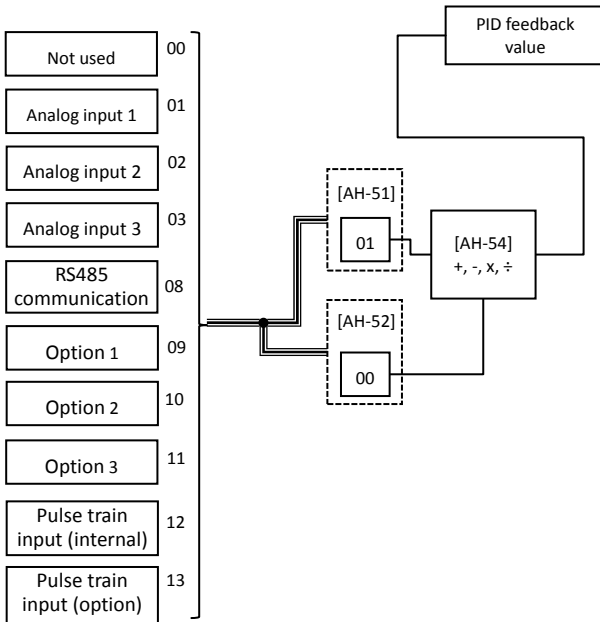 PID feedback
value
Not used 00
Analog input 1 01
Analog input 2 02
Analog input 3 03
RS485
communication 08
Option 1 09
Option 2 10
Option 3 11
Pulse train
input (internal) 12
Pulse train
input (option) 13
[AH-51]
01
[AH-52]
00
[AH-54]
+, -, x, ÷